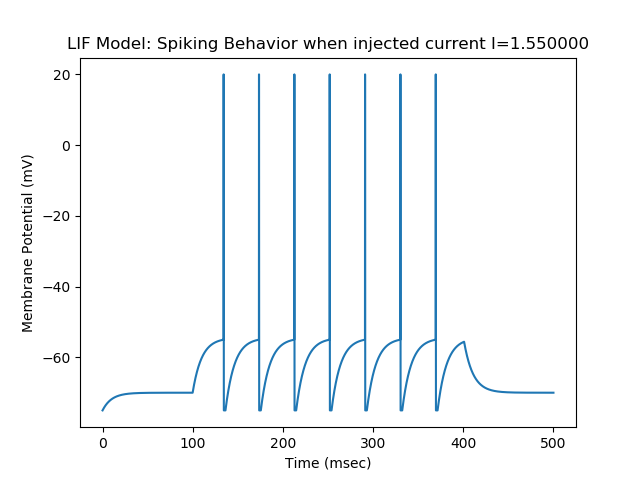 LIF Model: Spiking Behavior when injected current I=1.550000
20
0
−20
−40
−60
Membrane Potential (mV)
0 100 200 300 400 500
Time (msec)